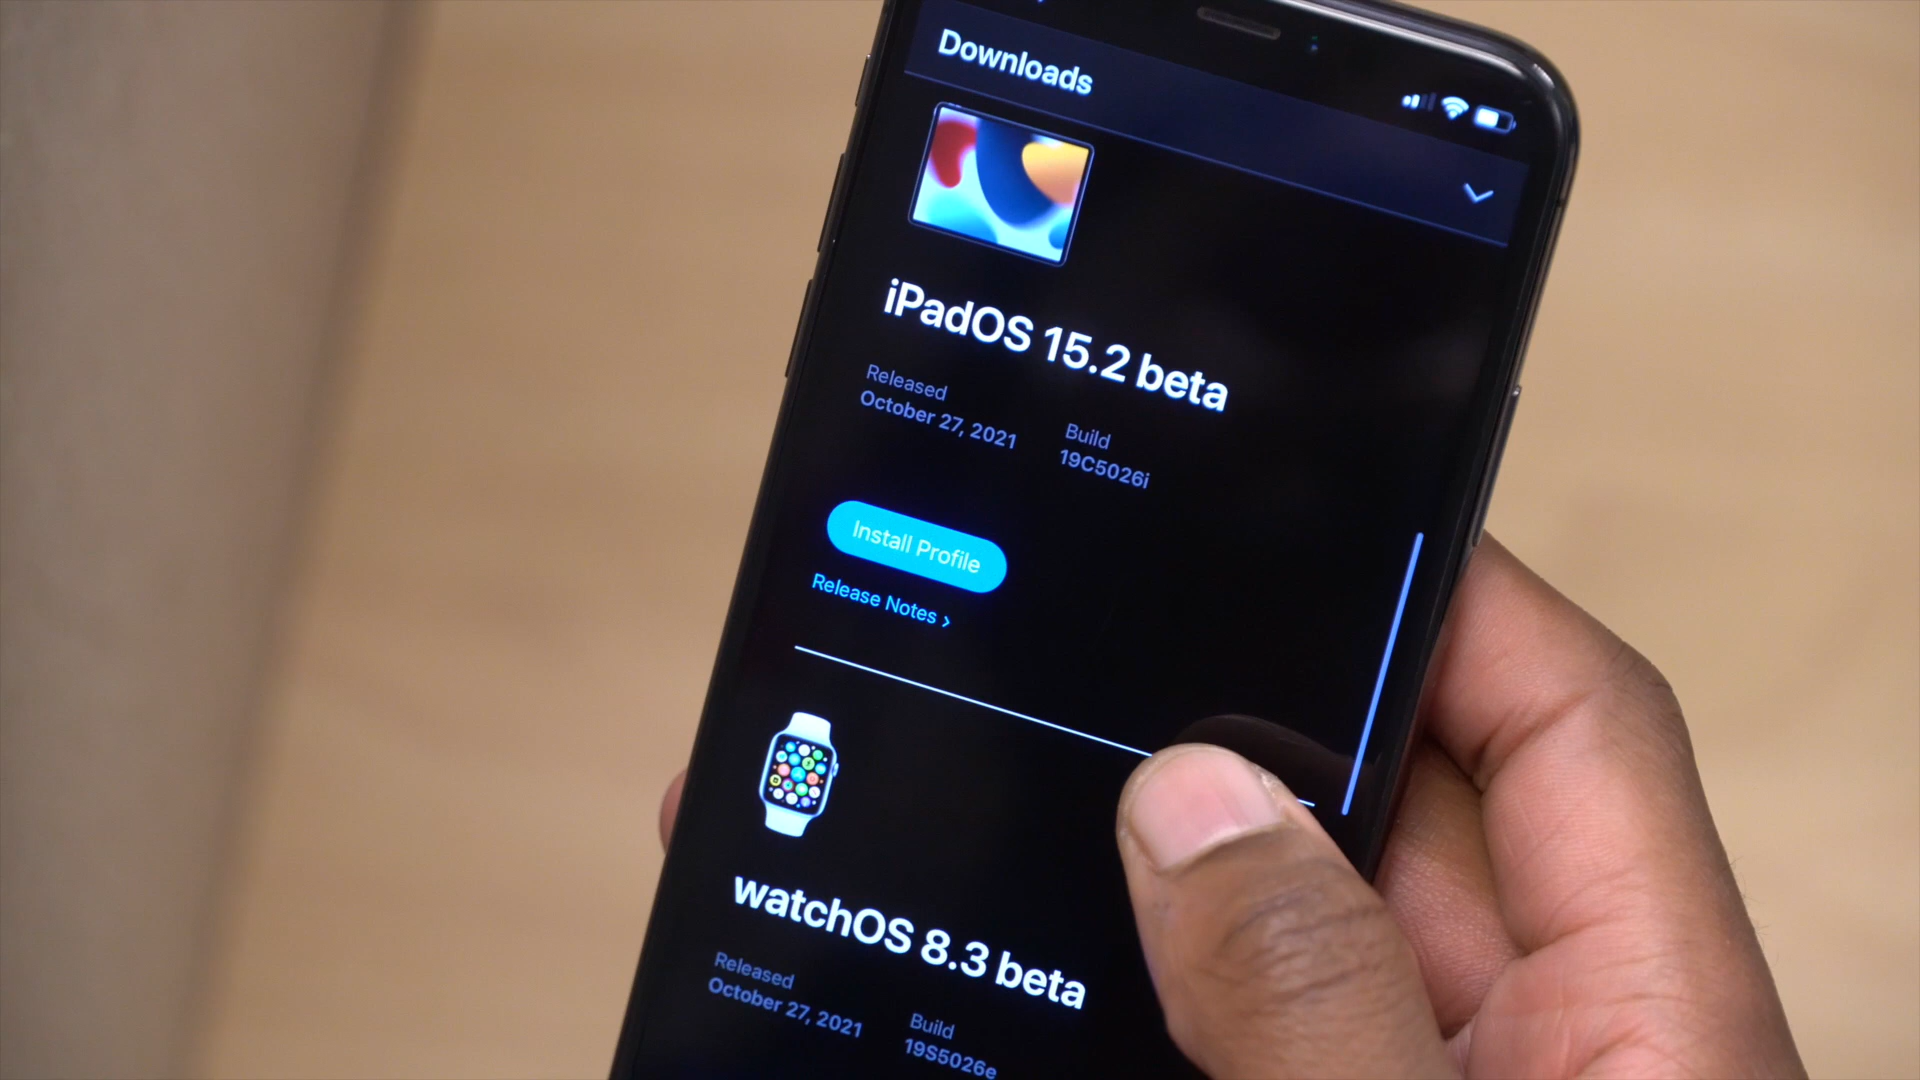 Downloads
iPadOS 15.2 beta
Released
October 27, 2021
Build
19C5026i
Install Profile
Release Notes >
watchOS 8.3 beta
Released
October 27, 2021
Build
19S5026e